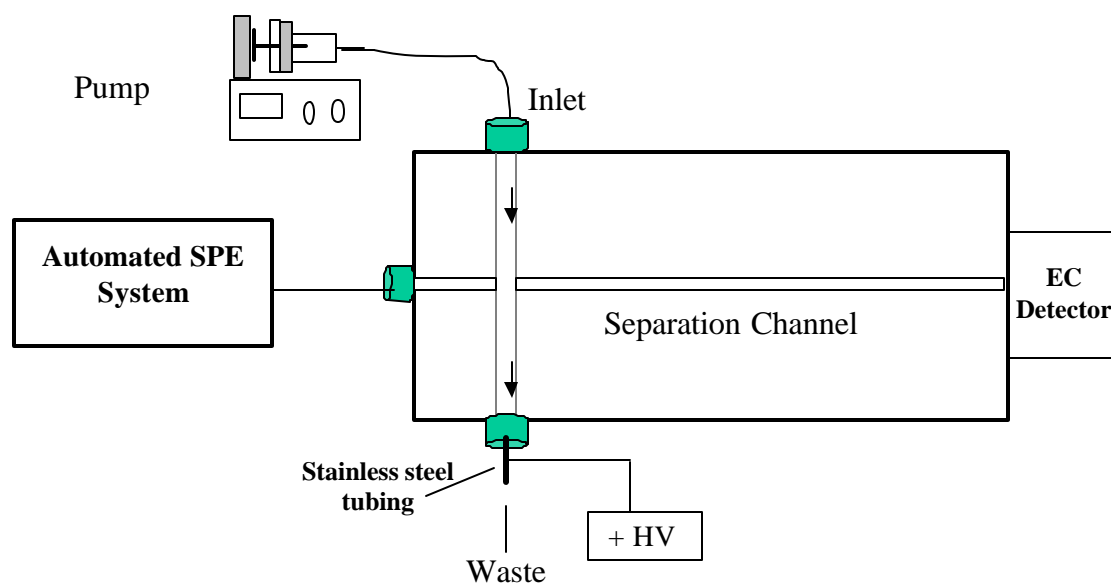 Pump
Inlet
Automated SPE
System
EC
Detector
Separation Channel
Stainless steel
tubing
+ HV
Waste